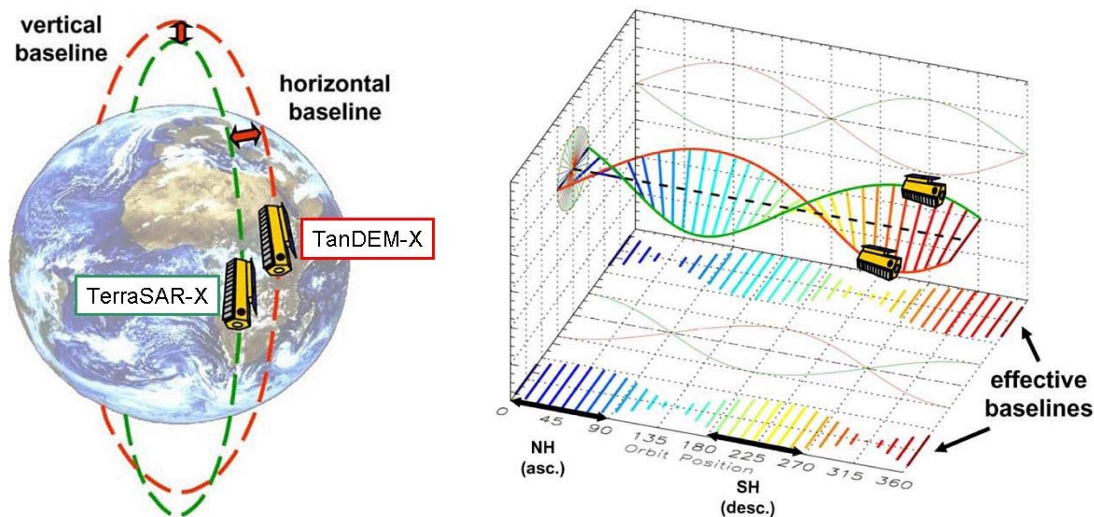 vertical
baseline
horizontal
baseline
TanDEM-X
TerraSAR-X
effective
baselines
0
45
90
135
180
225
270
315
360
Orbit Position
NH
(asc.)
SH
(desc.)